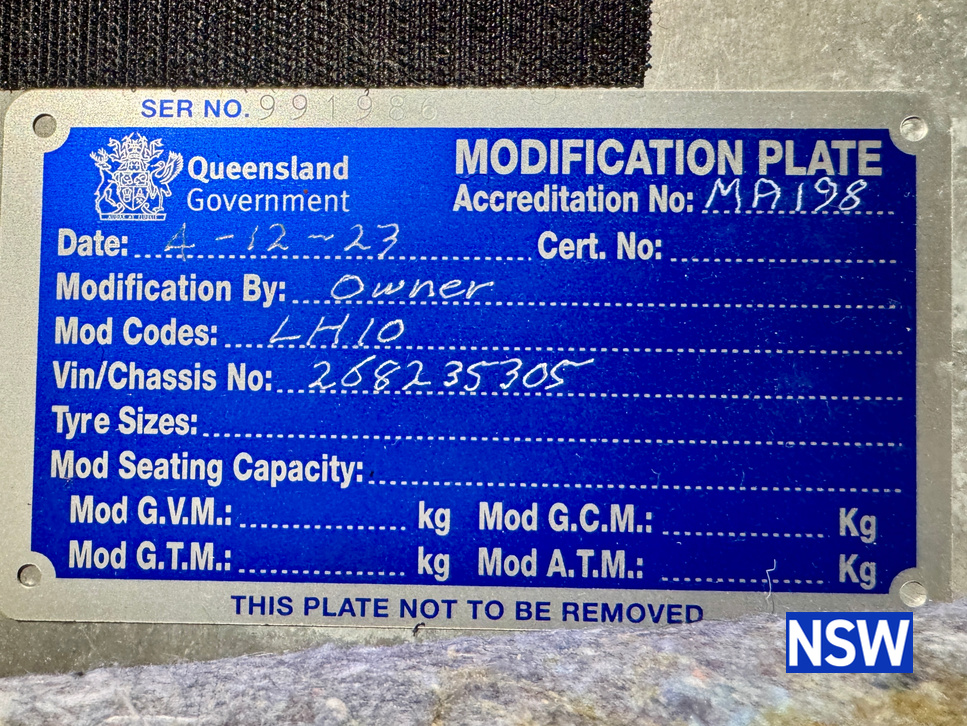 SER NO. 991986
Queensland
Government
MODIFICATION PLATE
Accreditation No: MA198
Date: 4-12-23 Cert. No:
Modification By: Owner
Mod Codes: LH10
Vin/Chassis No: 268235305
Tyre Sizes:
Mod Seating Capacity:
Mod G.V.M.: kg Mod G.C.M.: Kg
Mod G.T.M.: kg Mod A.T.M.: Kg
THIS PLATE NOT TO BE REMOVED
NSW